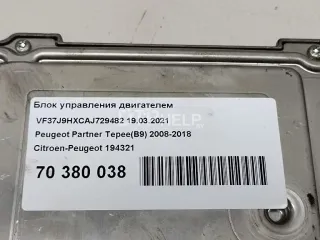 Блок управления двигателем
VF37J9HXCAJ729482 19.03.2021
Peugeot Partner Tepee(B9) 2008-2018
Citroen-Peugeot 194321
70 380 038